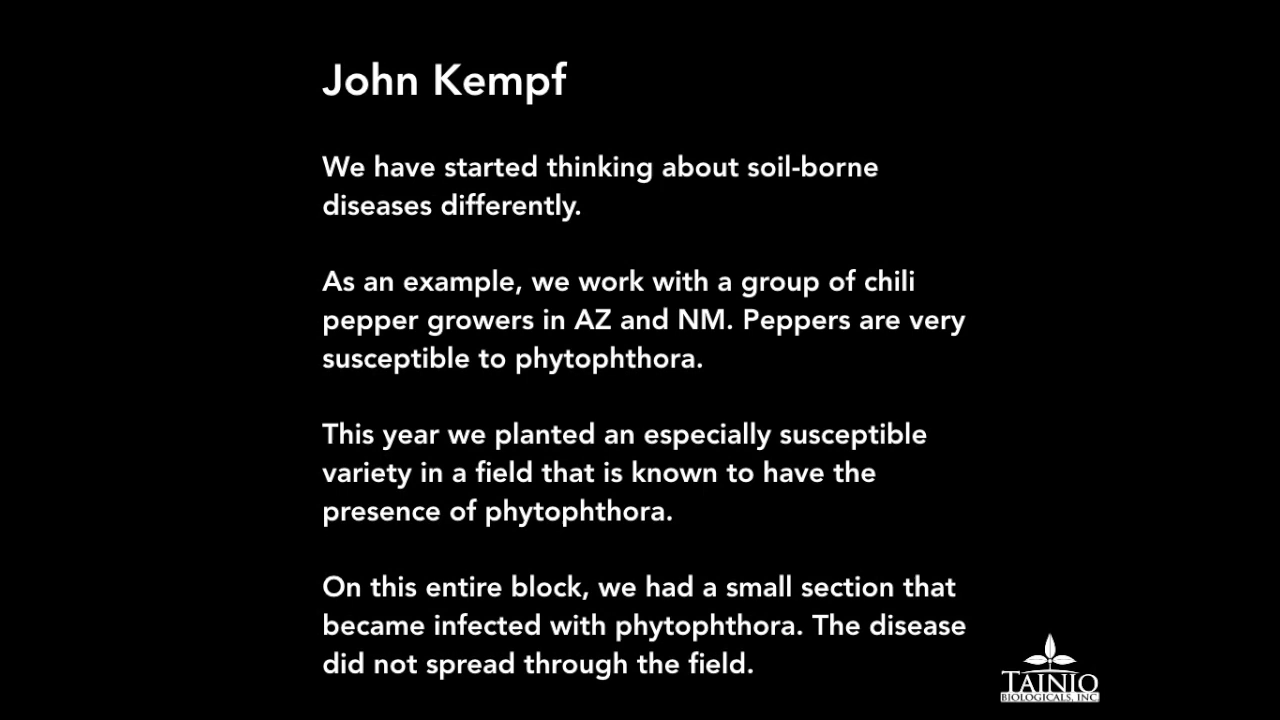 John Kempf
We have started thinking about soil-borne
diseases differently.
As an example, we work with a group of chili
pepper growers in AZ and NM. Peppers are very
susceptible to phytophthora.
This year we planted an especially susceptible
variety in a field that is known to have the
presence of phytophthora.
On this entire block, we had a small section that
became infected with phytophthora. The disease
did not spread through the field.
TAINIO
BIOLOGICALS, INC